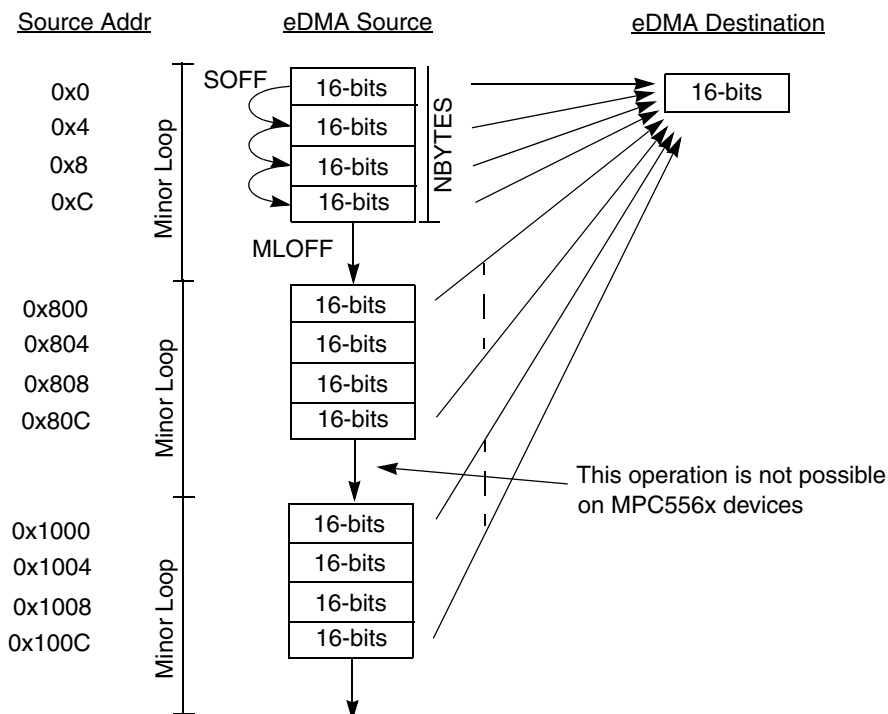 Source Addr
eDMA Source
eDMA Destination
0x0
0x4
0x8
0xC
Minor Loop
SOFF
16-bits
16-bits
16-bits
16-bits
NBYTES
16-bits
MLOFF
0x800
0x804
0x808
0x80C
Minor Loop
16-bits
16-bits
16-bits
16-bits
This operation is not possible
on MPC556x devices
0x1000
0x1004
0x1008
0x100C
Minor Loop
16-bits
16-bits
16-bits
16-bits